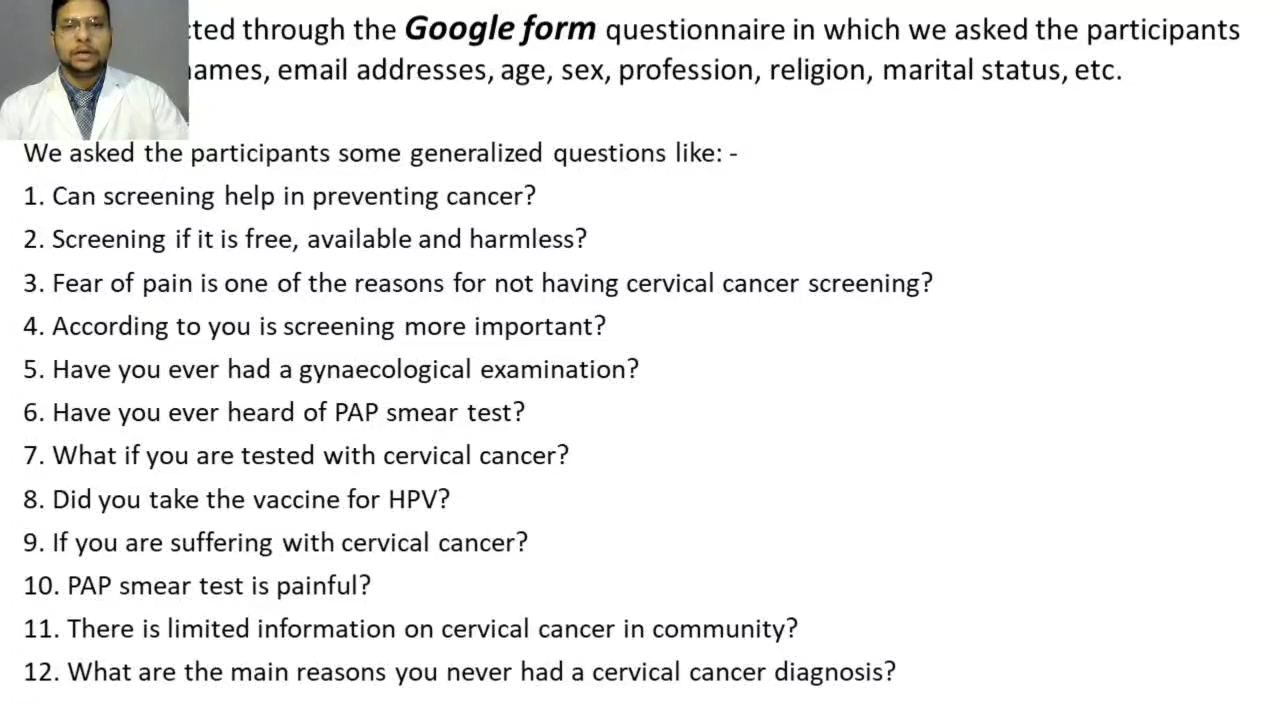 cted through the Google form questionnaire in which we asked the participants
ames, email addresses, age, sex, profession, religion, marital status, etc.
We asked the participants some generalized questions like: -
1. Can screening help in preventing cancer?
2. Screening if it is free, available and harmless?
3. Fear of pain is one of the reasons for not having cervical cancer screening?
4. According to you is screening more important?
5. Have you ever had a gynaecological examination?
6. Have you ever heard of PAP smear test?
7. What if you are tested with cervical cancer?
8. Did you take the vaccine for HPV?
9. If you are suffering with cervical cancer?
10. PAP smear test is painful?
11. There is limited information on cervical cancer in community?
12. What are the main reasons you never had a cervical cancer diagnosis?